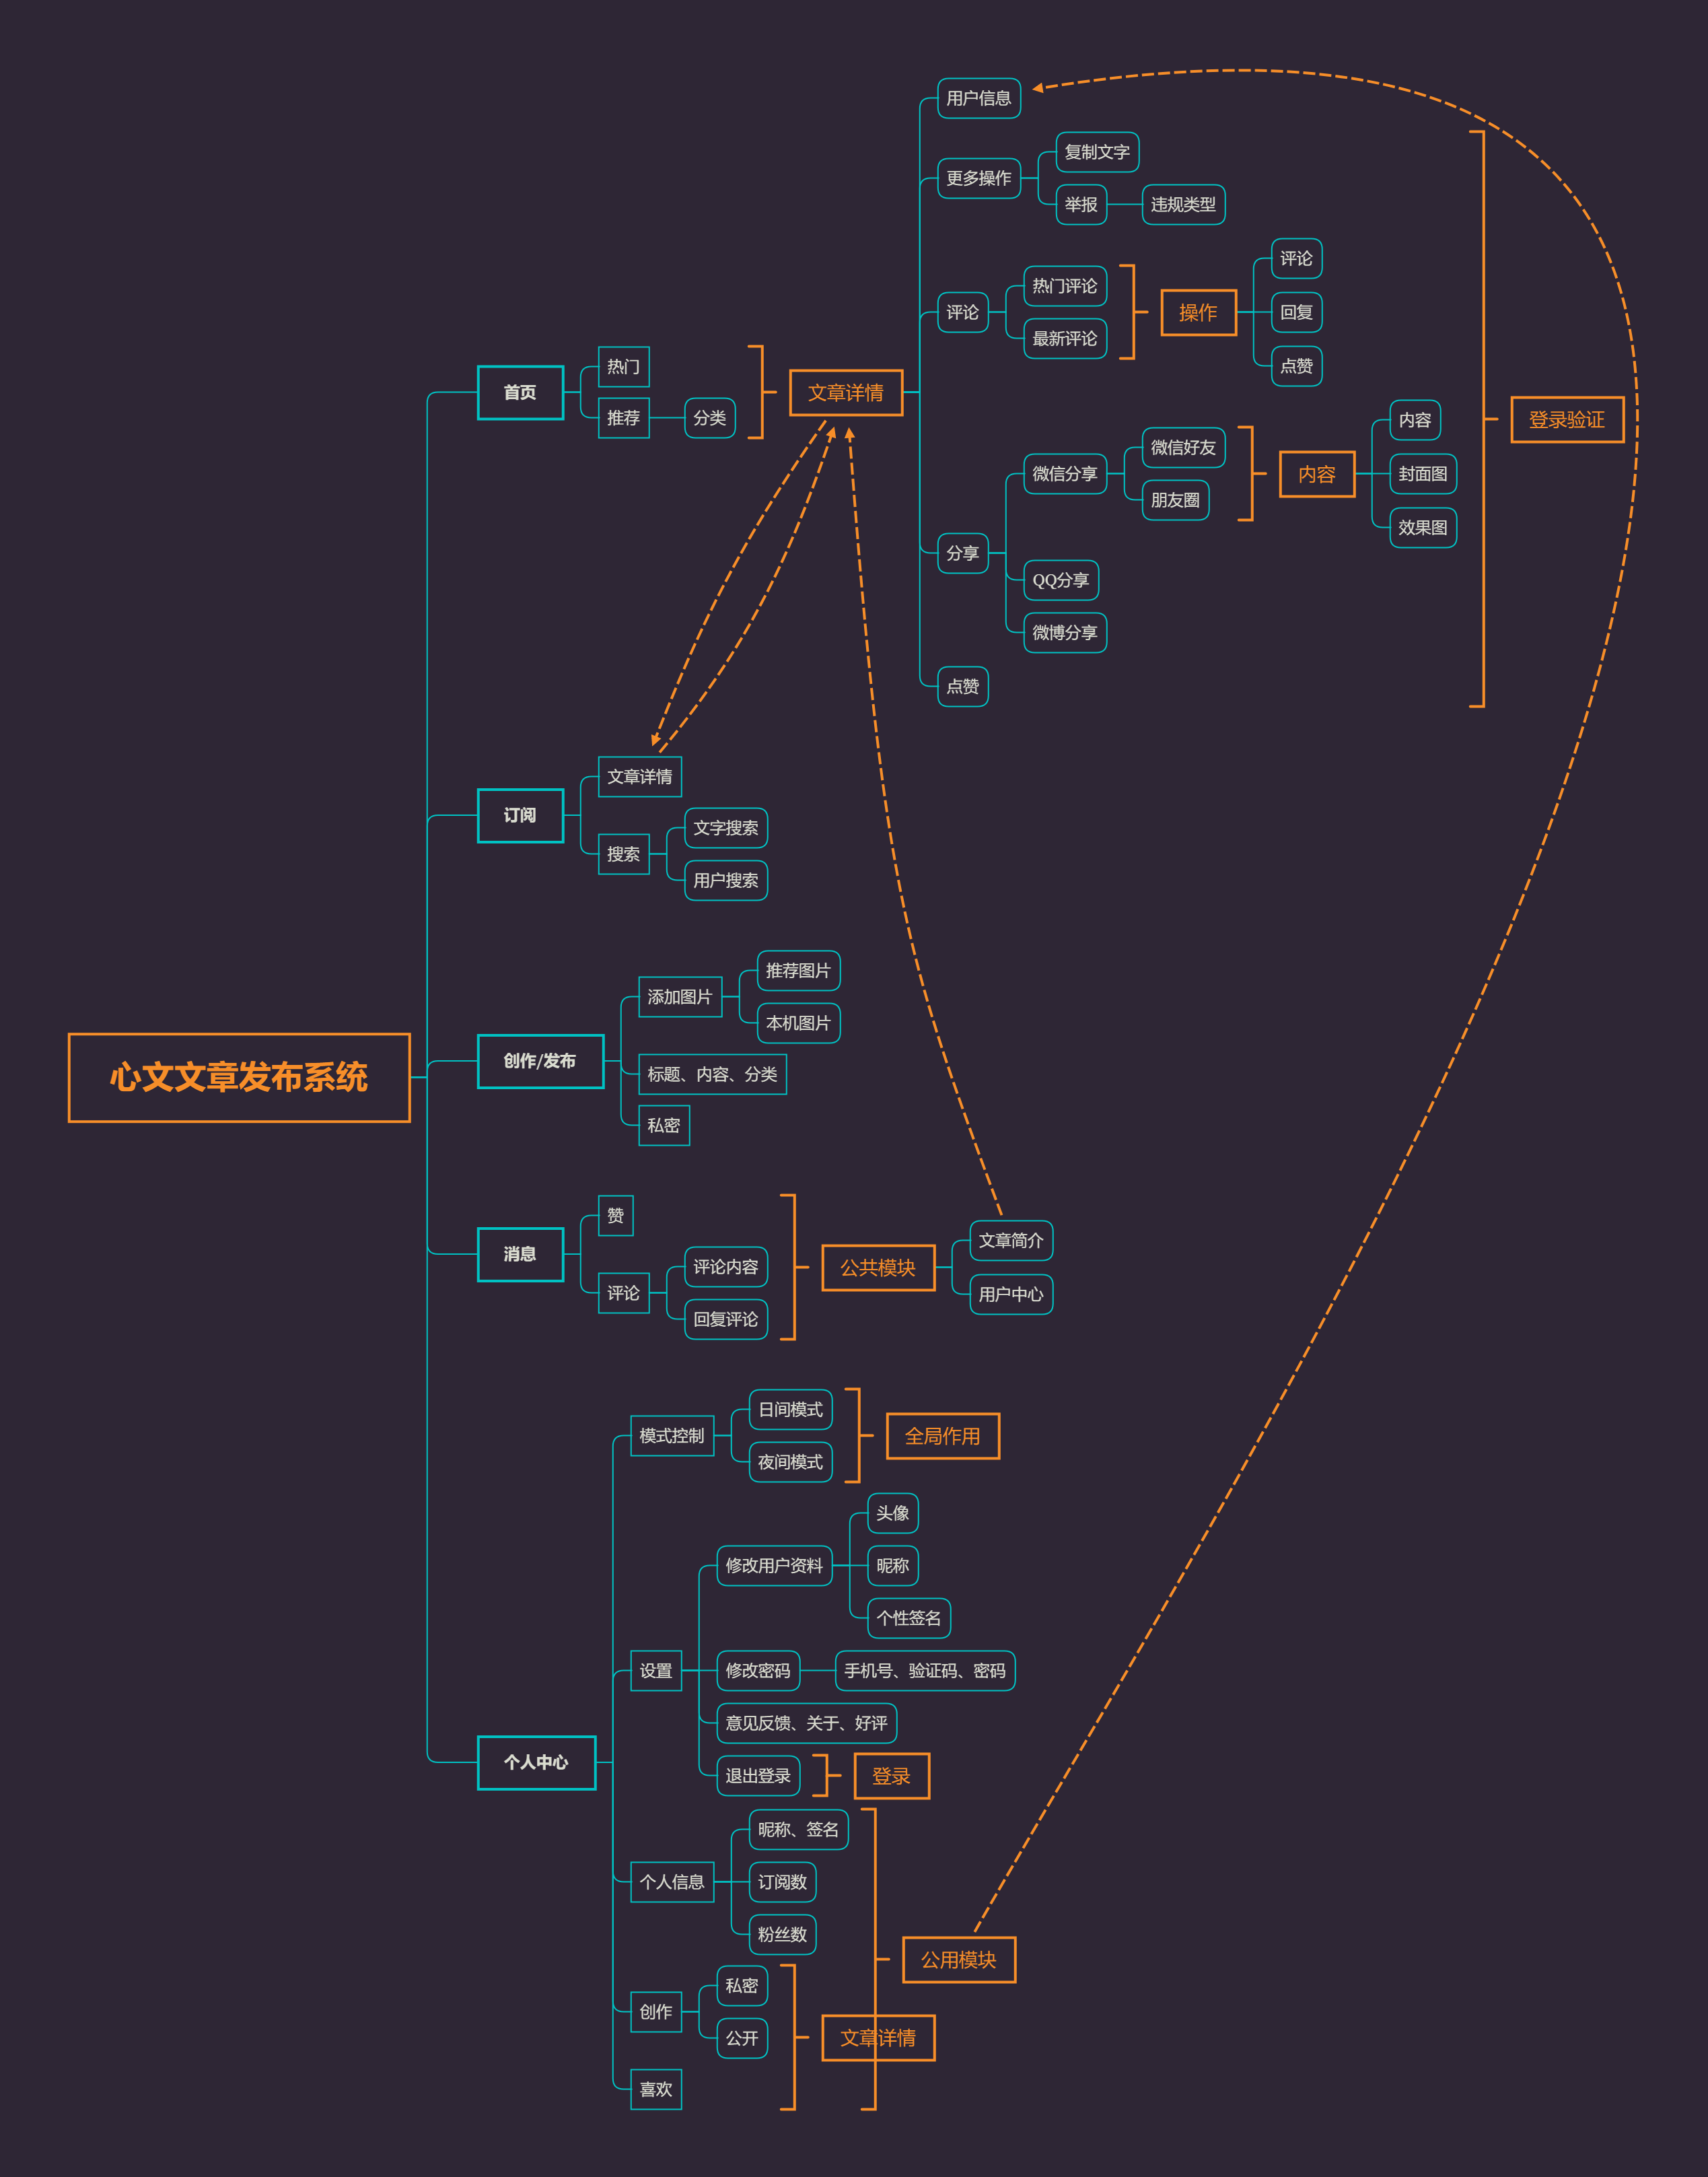 心文文章发布系统
首页
热门
推荐
分类
文章详情
用户信息
更多操作
复制文字
举报
违规类型
评论
热门评论
最新评论
操作
评论
回复
点赞
分享
微信分享
微信好友
朋友圈
内容
内容
封面图
效果图
QQ分享
微博分享
点赞
登录验证
订阅
文章详情
搜索
文字搜索
用户搜索
创作/发布
添加图片
推荐图片
本机图片
标题、内容、分类
私密
消息
赞
评论
评论内容
回复评论
公共模块
文章简介
用户中心
个人中心
模式控制
日间模式
夜间模式
全局作用
设置
修改用户资料
头像
昵称
个性签名
修改密码
手机号、验证码、密码
意见反馈、关于、好评
退出登录
登录
个人信息
昵称、签名
订阅数
粉丝数
创作
私密
公开
喜欢
文章详情
公用模块